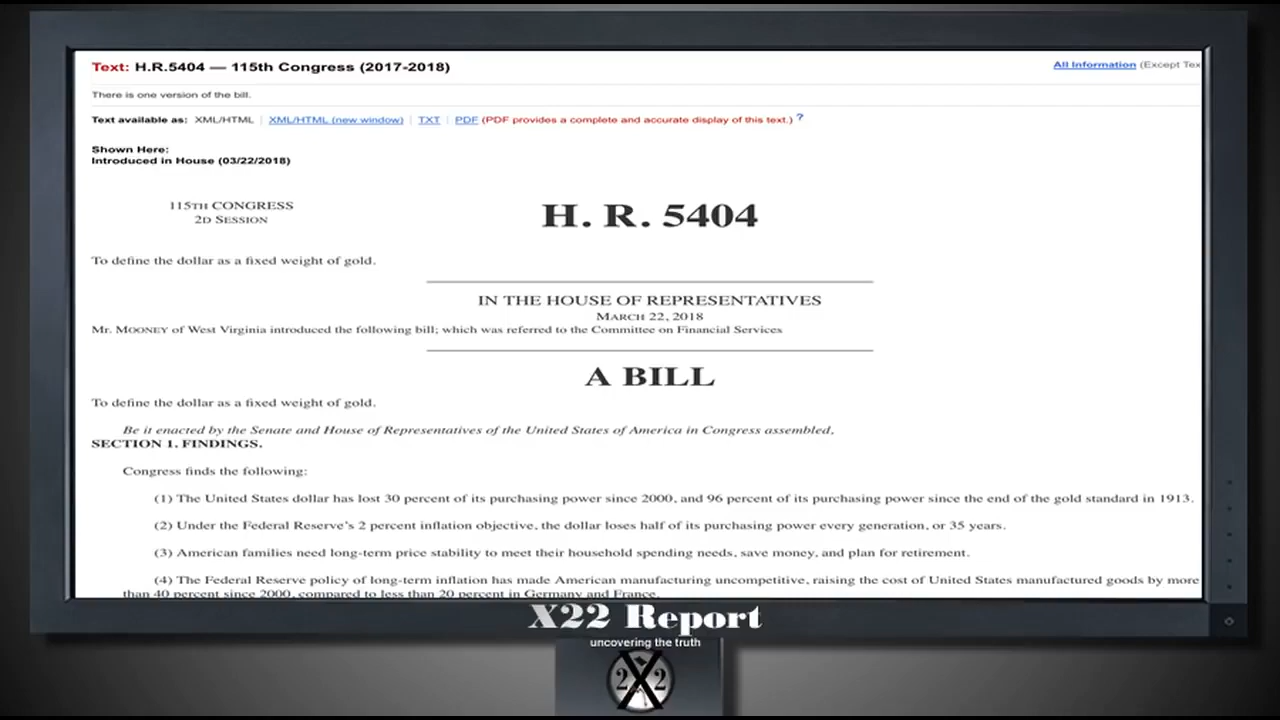 Text: H.R.5404 — 115th Congress (2017-2018)
All Information (Except Tex
There is one version of the bill.
Text available as: XML/HTML | XML/HTML (new window) | TXT | PDF (PDF provides a complete and accurate display of this text.) ?
Shown Here:
Introduced in House (03/22/2018)
115TH CONGRESS
2D SESSION
H. R. 5404
To define the dollar as a fixed weight of gold.
IN THE HOUSE OF REPRESENTATIVES
MARCH 22, 2018
Mr. MOONEY of West Virginia introduced the following bill; which was referred to the Committee on Financial Services
A BILL
To define the dollar as a fixed weight of gold.
Be it enacted by the Senate and House of Representatives of the United States of America in Congress assembled,
SECTION 1. FINDINGS.
Congress finds the following:
(1) The United States dollar has lost 30 percent of its purchasing power since 2000, and 96 percent of its purchasing power since the end of the gold standard in 1913.
(2) Under the Federal Reserve's 2 percent inflation objective, the dollar loses half of its purchasing power every generation, or 35 years.
(3) American families need long-term price stability to meet their household spending needs, save money, and plan for retirement.
(4) The Federal Reserve policy of long-term inflation has made American manufacturing uncompetitive, raising the cost of United States manufactured goods by more
than 40 percent since 2000, compared to less than 20 percent in Germany and France.
X22 Report
uncovering the truth
2X2